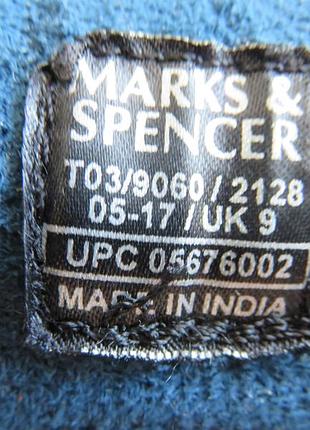 MARKS &
SPENCER
T03/9060/2128
05-17/UK 9
UPC 05676002
MADE IN INDIA